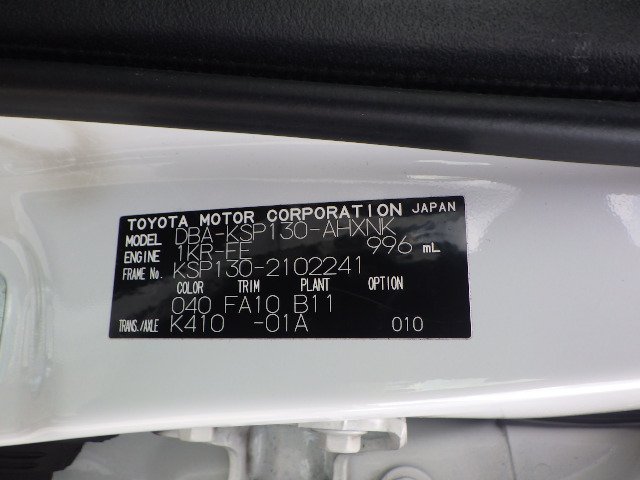 TOYOTA MOTOR CORPORATION JAPAN
MODEL DBA-KSP130-AHXNK
ENGINE 1KR-FE 996 mL
FRAME No. KSP130-2102241
COLOR TRIM PLANT OPTION
040 FA10 B11
TRANS./AXLE K410 -01A 010